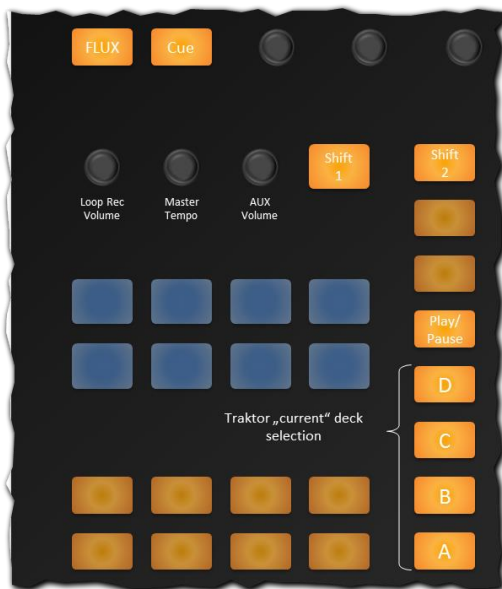 FLUX
Cue
Shift
1
Shift
2
Loop Rec
Volume
Master
Tempo
AUX
Volume
Play/
Pause
D
Traktor „current“ deck
selection
C
B
A